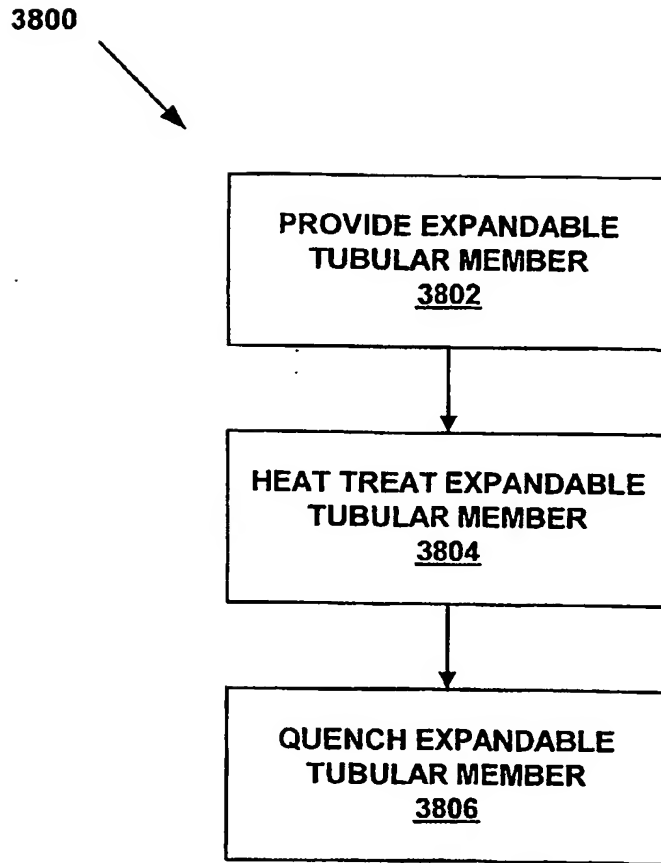 3800
PROVIDE EXPANDABLE
TUBULAR MEMBER
3802
HEAT TREAT EXPANDABLE
TUBULAR MEMBER
3804
QUENCH EXPANDABLE
TUBULAR MEMBER
3806